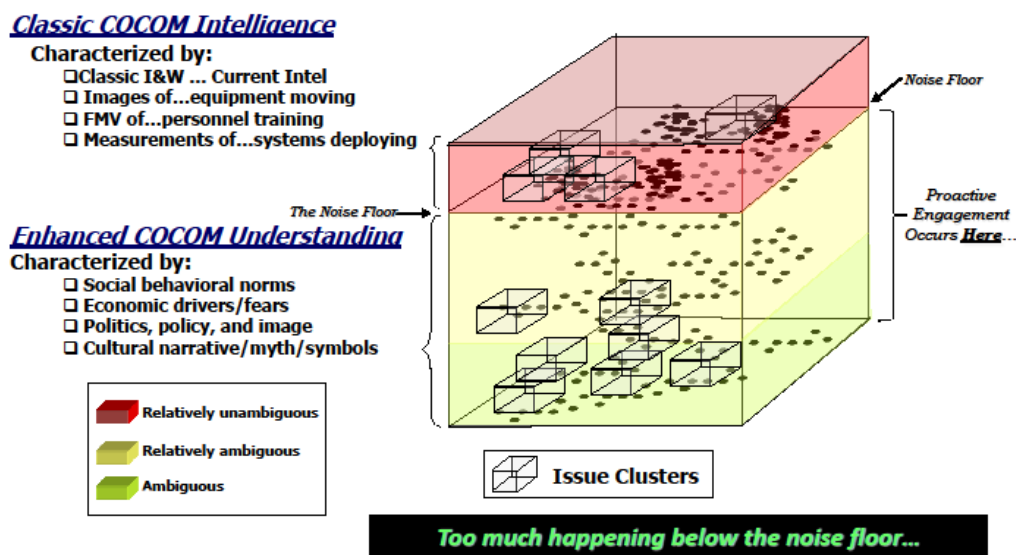 Classic COCOM Intelligence
Characterized by:
❑Classic I&W ... Current Intel
❑ Images of...equipment moving
❑ FMV of...personnel training
❑ Measurements of...systems deploying
Noise Floor
The Noise Floor
Proactive
Engagement
Occurs Here...
Enhanced COCOM Understanding
Characterized by:
❑ Social behavioral norms
❑ Economic drivers/fears
❑ Politics, policy, and image
❑ Cultural narrative/myth/symbols
Relatively unambiguous
Relatively ambiguous
Ambiguous
Issue Clusters
Too much happening below the noise floor...